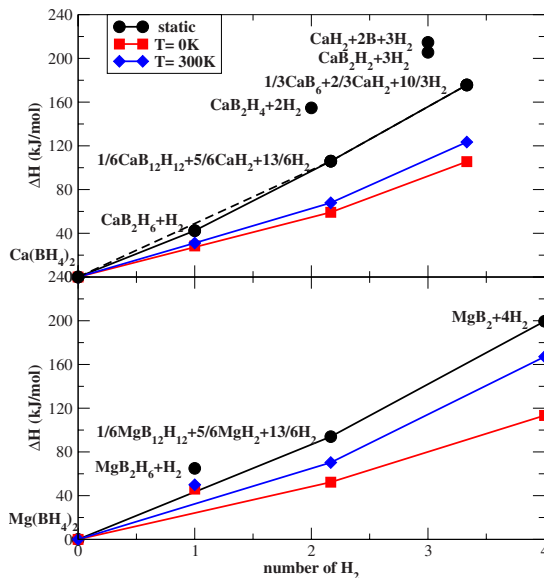 static
T= 0K
T= 300K
240
200
160
120
80
40
ΔH (kJ/mol)
CaH₂+2B+3H₂
CaB₂H₂+3H₂
1/3CaB₆+2/3CaH₂+10/3H₂
CaB₂H₄+2H₂
1/6CaB₁₂H₁₂+5/6CaH₂+13/6H₂
CaB₂H₆+H₂
Ca(BH₄)₂
240
200
160
120
80
40
0
ΔH (kJ/mol)
MgB₂+4H₂
1/6MgB₁₂H₁₂+5/6MgH₂+13/6H₂
MgB₂H₆+H₂
Mg(BH₄)₂
0 1 2 3 4
number of H₂